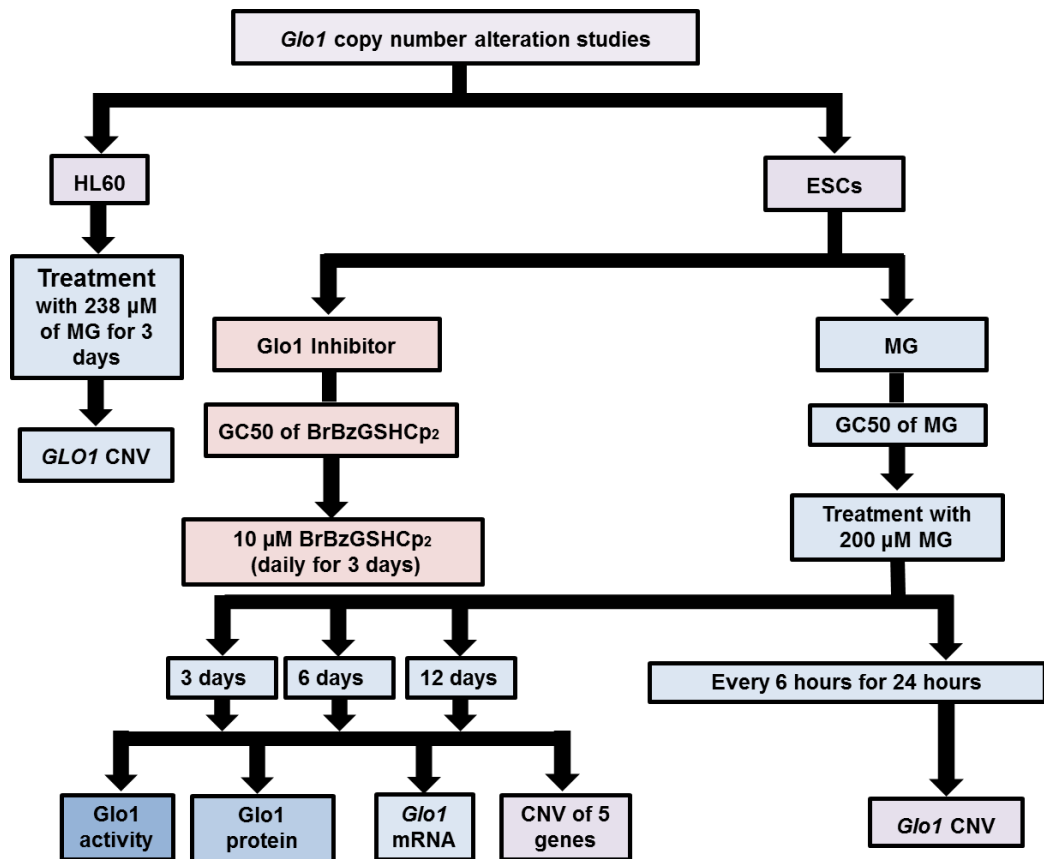 Glo1 copy number alteration studies
HL60
ESCs
Treatment
with 238 µM
of MG for 3
days
GLO1 CNV
Glo1 Inhibitor
MG
GC50 of BrBzGSHCp₂
GC50 of MG
10 µM BrBzGSHCp₂
(daily for 3 days)
Treatment with
200 µM MG
3 days
6 days
12 days
Every 6 hours for 24 hours
Glo1
activity
Glo1
protein
Glo1
mRNA
CNV of 5
genes
Glo1 CNV